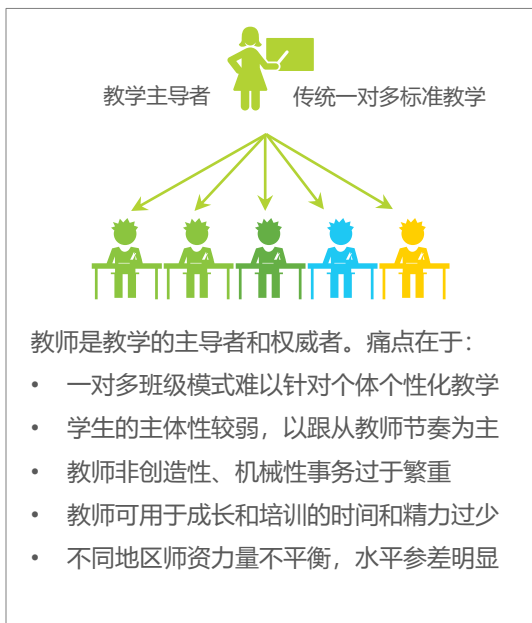 教学主导者
传统一对多标准教学
教师是教学的主导者和权威者。痛点在于：
• 一对多班级模式难以针对个体个性化教学
• 学生的主体性较弱，以跟从教师节奏为主
• 教师非创造性、机械性事务过于繁重
• 教师可用于成长和培训的时间和精力过少
• 不同地区师资力量不平衡，水平参差明显